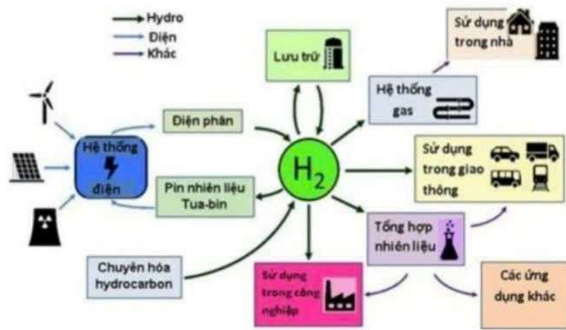 Hydro
Điện
Khác
Lưu trữ
Sử dụng
trong nhà
Hệ thống
gas
Điện phân
Hệ thống
điện
H₂
Sử dụng
trong giao
thông
Pin nhiên liệu
Tua-bin
Tổng hợp
nhiên liệu
Chuyên hóa
hydrocarbon
Sử dụng
trong công
nghiệp
Các ứng
dụng khác